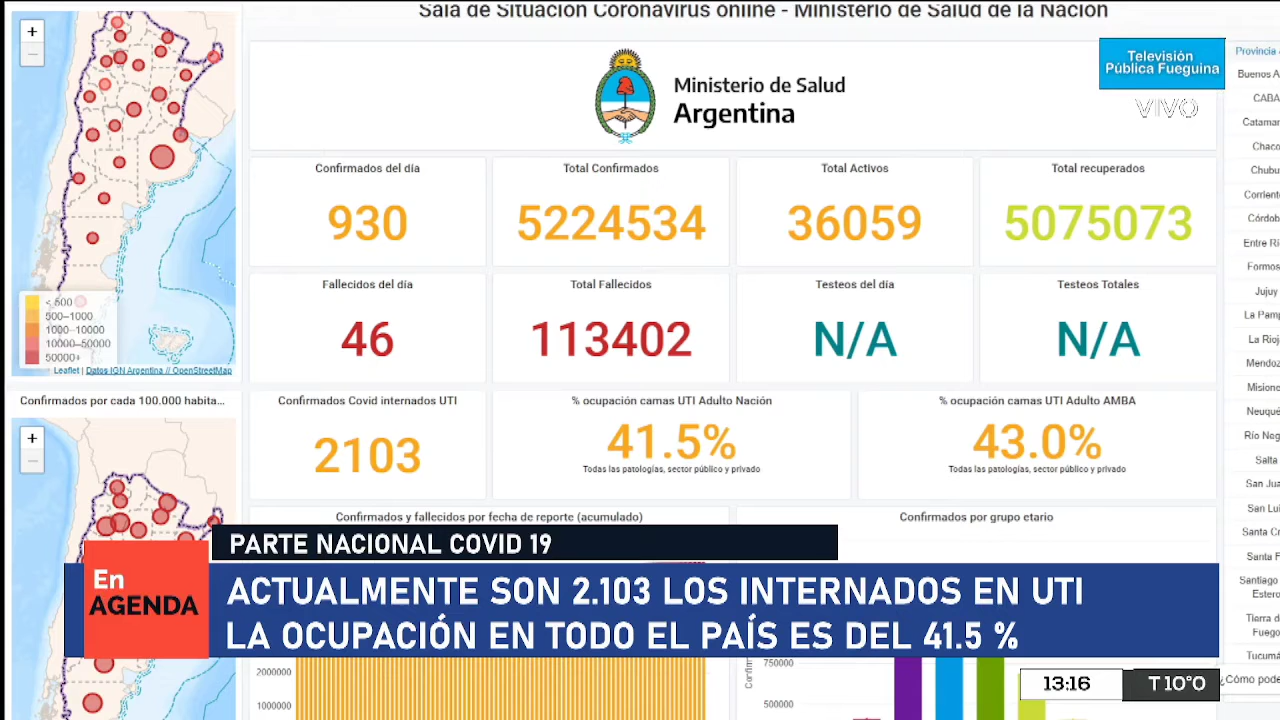 Sala de Situación Coronavirus online - Ministerio de Salud de la Nación
Ministerio de Salud
Argentina
Televisión
Pública Fueguina
VIVO
+
−
< 500
500–1000
1000–10000
10000–50000
50000+
Leaflet | Datos IGN Argentina // OpenStreetMap
Confirmados del día
930
Total Confirmados
5224534
Total Activos
36059
Total recuperados
5075073
Fallecidos del día
46
Total Fallecidos
113402
Testeos del día
N/A
Testeos Totales
N/A
Confirmados por cada 100.000 habita...
+
−
Confirmados Covid internados UTI
2103
% ocupación camas UTI Adulto Nación
41.5%
Todas las patologías, sector público y privado
% ocupación camas UTI Adulto AMBA
43.0%
Todas las patologías, sector público y privado
Confirmados y fallecidos por fecha de reporte (acumulado)
Confirmados por grupo etario
Provincia
Buenos A
CABA
Catamar
Chaco
Chubu
Corriente
Córdob
Entre Rí
Formos
Jujuy
La Pamp
La Rioj
Mendoz
Misione
Neuqué
Río Neg
Salta
San Jua
San Lui
Santa Cr
Santa F
Santiago
Estero
Tierra d
Fuego
Tucumá
¿Cómo pode
PARTE NACIONAL COVID 19
En
AGENDA
ACTUALMENTE SON 2.103 LOS INTERNADOS EN UTI
LA OCUPACIÓN EN TODO EL PAÍS ES DEL 41.5 %
2000000
1000000
Confirm
750000
500000
13:16
T 10°0